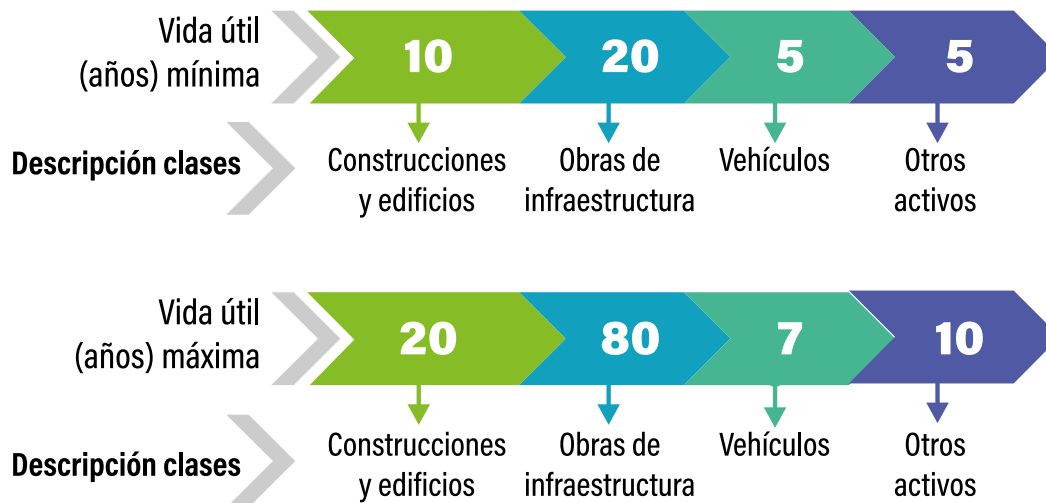 Vida útil
(años) mínima
10
20
5
5
Descripción clases
Construcciones
y edificios
Obras de
infraestructura
Vehículos
Otros
activos
Vida útil
(años) máxima
20
80
7
10
Descripción clases
Construcciones
y edificios
Obras de
infraestructura
Vehículos
Otros
activos